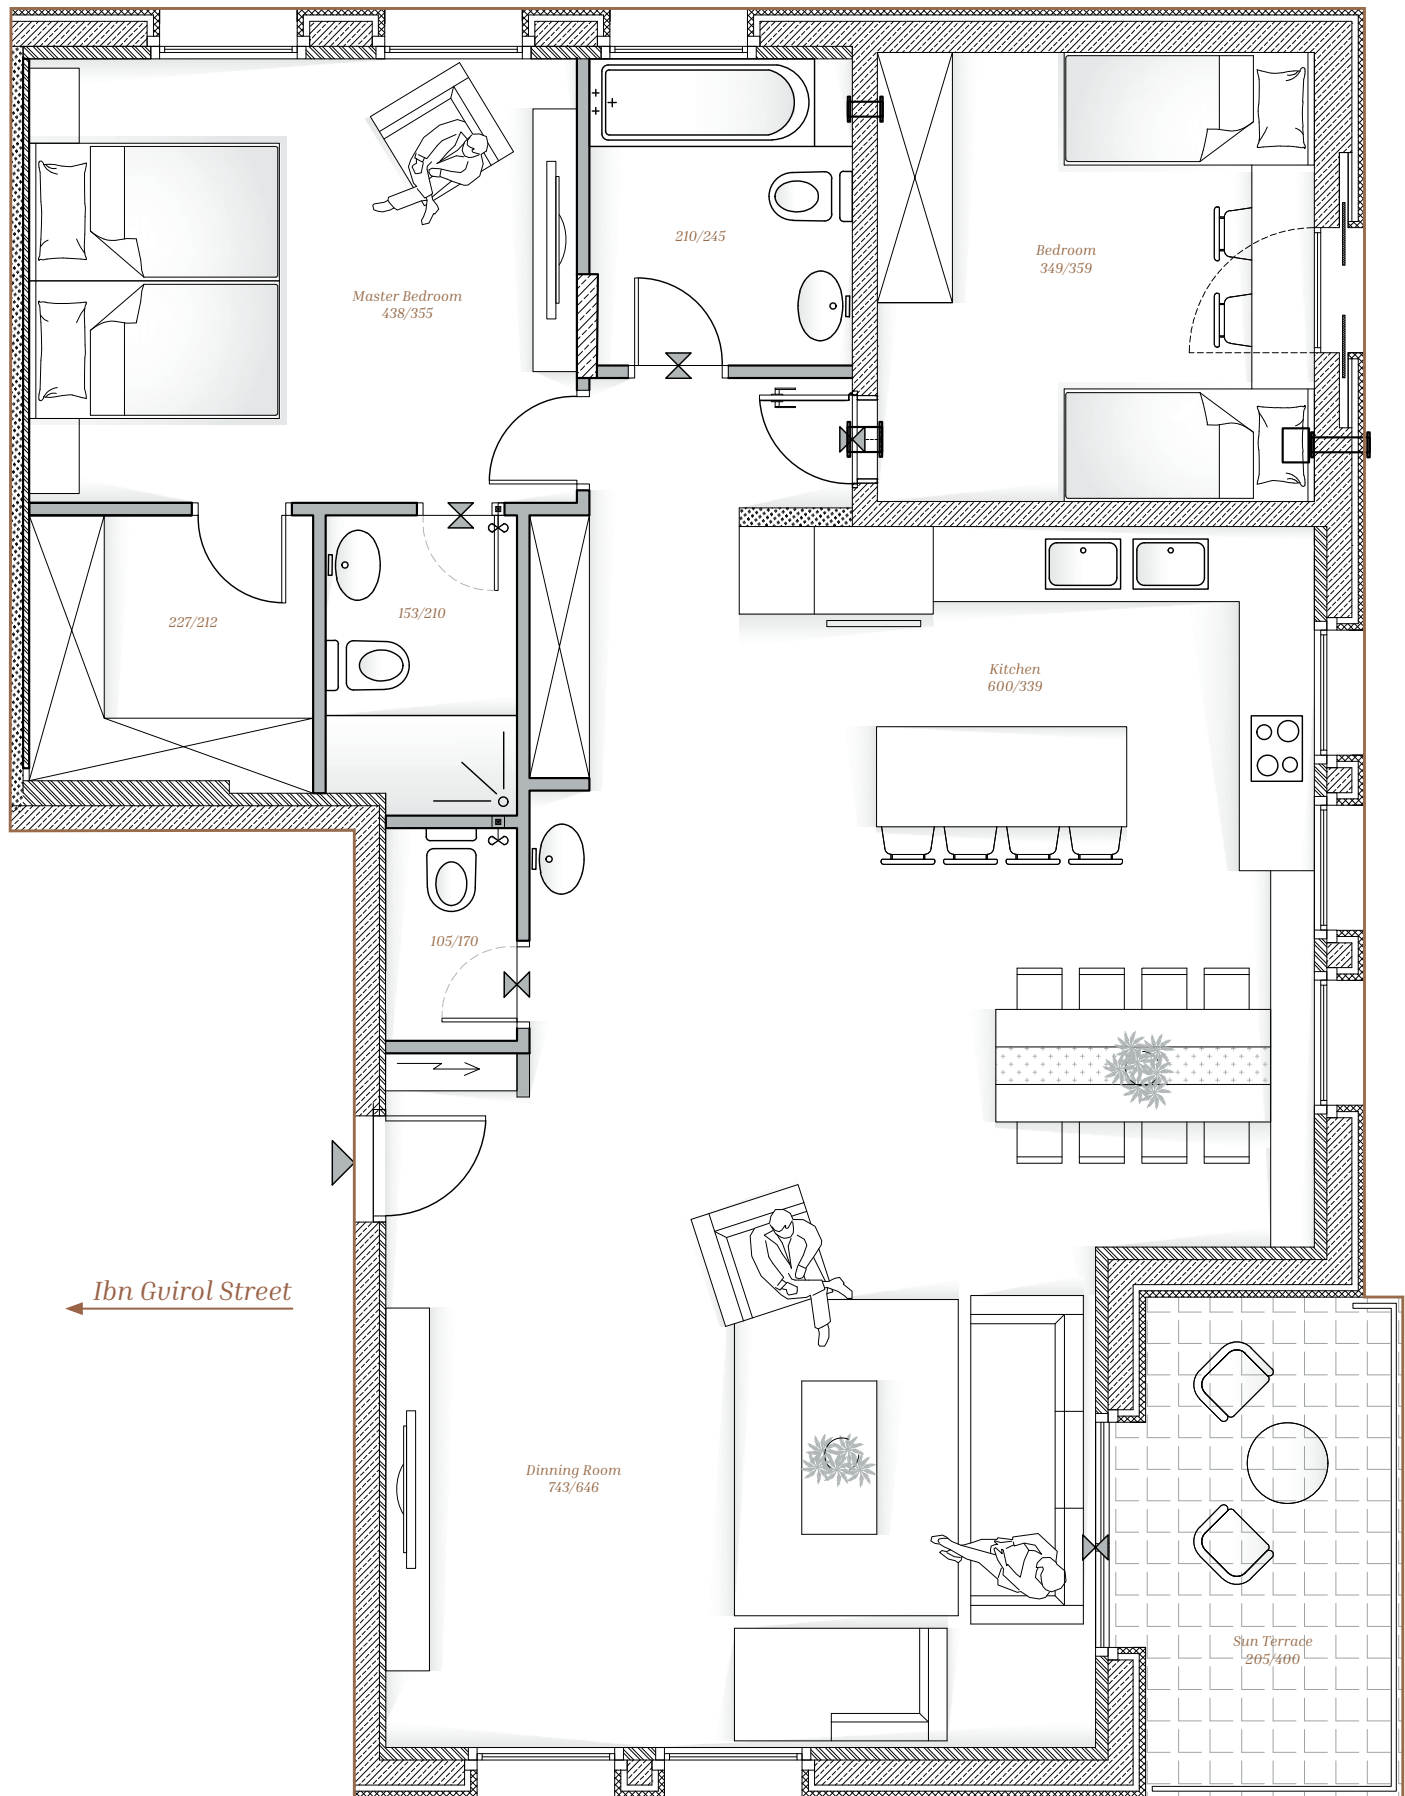 210/245
Bedroom
349/359
Master Bedroom
438/355
227/212
153/210
Kitchen
600/339
105/170
Ibn Gvirol Street
Dinning Room
743/646
Sun Terrace
205/400